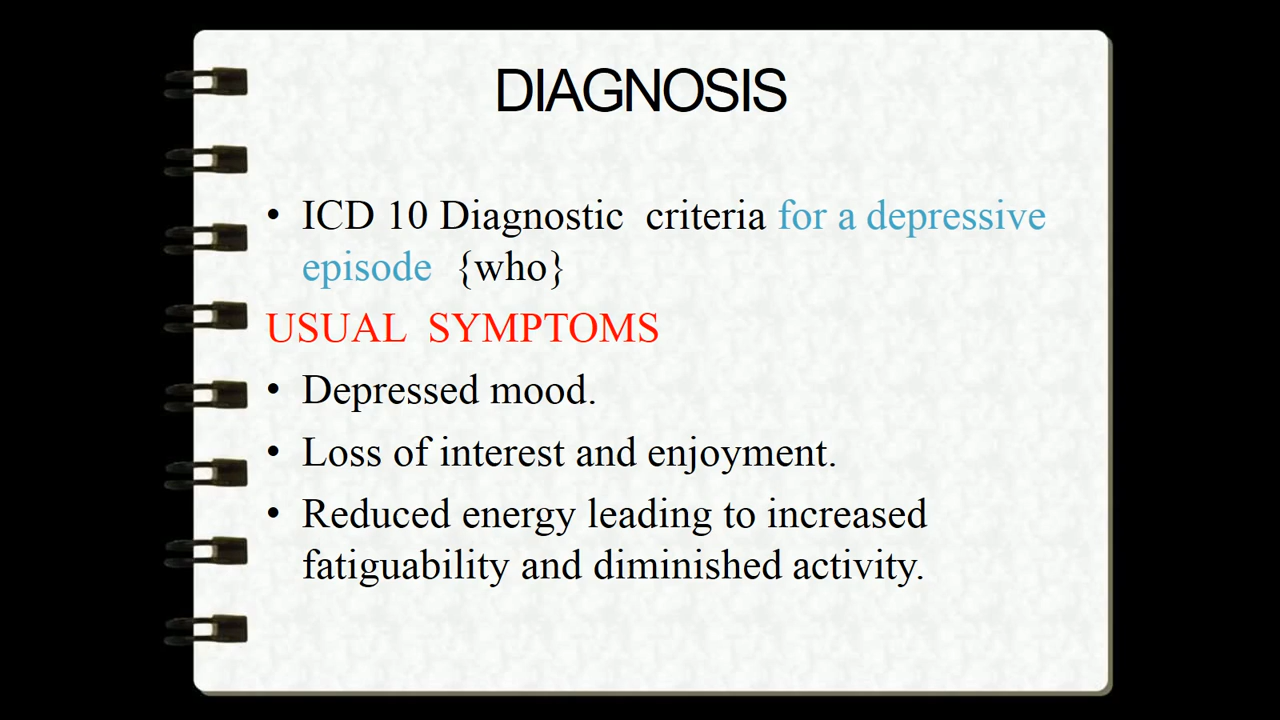 DIAGNOSIS
• ICD 10 Diagnostic criteria for a depressive
episode {who}
USUAL SYMPTOMS
• Depressed mood.
• Loss of interest and enjoyment.
• Reduced energy leading to increased
fatiguability and diminished activity.